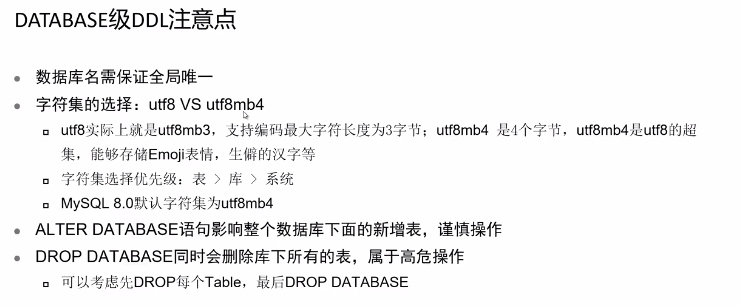 DATABASE级DDL注意点
数据库名需保证全局唯一
字符集的选择：utf8 VS utf8mb4
utf8实际上就是utf8mb3，支持编码最大字符长度为3字节；utf8mb4 是4个字节，utf8mb4是utf8的超
集，能够存储Emoji表情，生僻的汉字等
字符集选择优先级：表 > 库 > 系统
MySQL 8.0默认字符集为utf8mb4
ALTER DATABASE语句影响整个数据库下面的新增表，谨慎操作
DROP DATABASE同时会删除库下所有的表，属于高危操作
可以考虑先DROP每个Table，最后DROP DATABASE